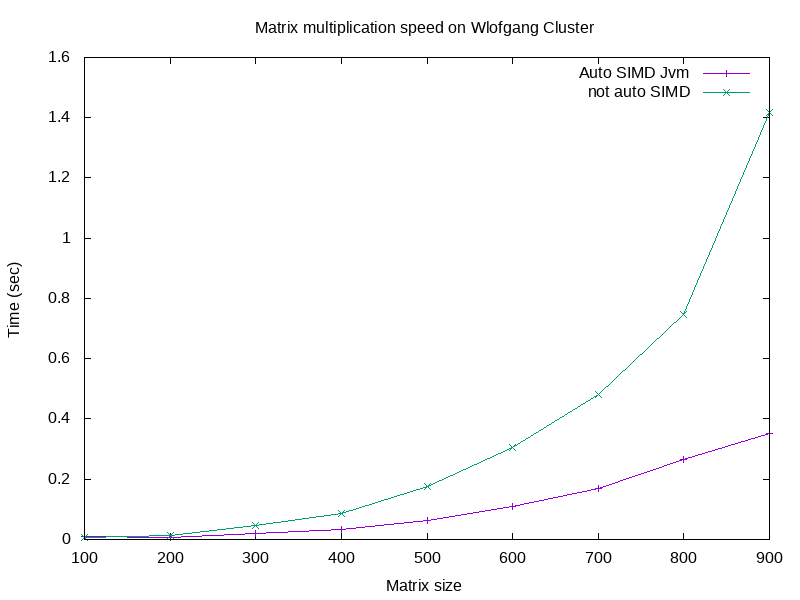 Matrix multiplication speed on Wlofgang Cluster
1.6
1.4
1.2
1
0.8
0.6
0.4
0.2
0
Auto SIMD Jvm
not auto SIMD
Time (sec)
100 200 300 400 500 600 700 800 900
Matrix size